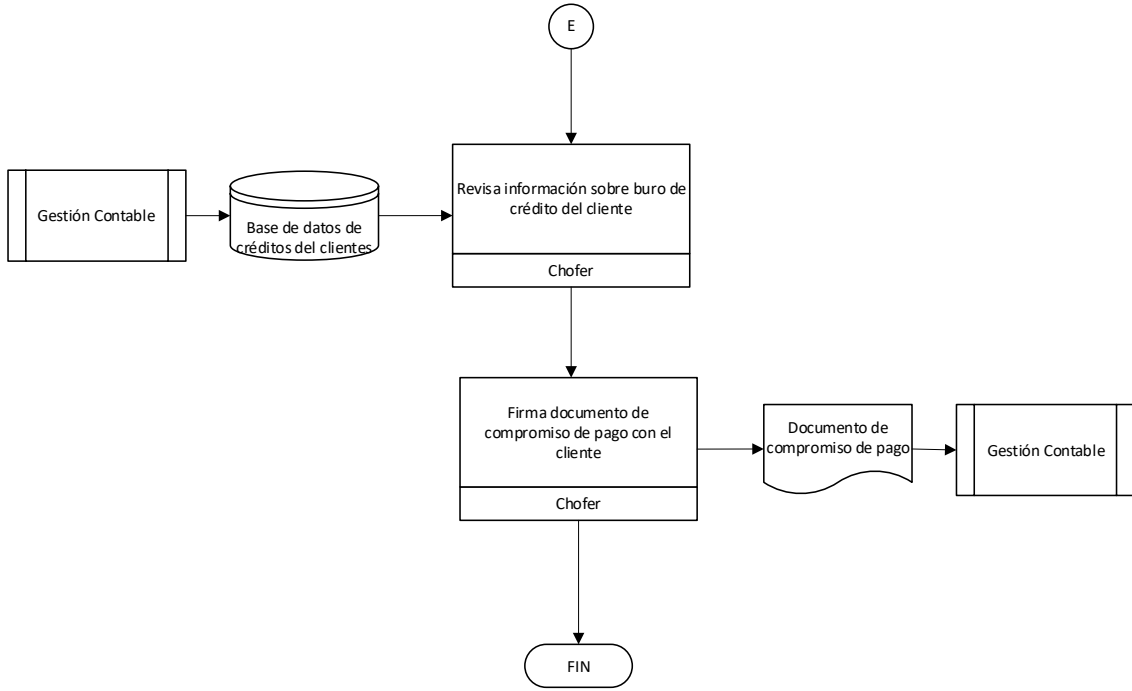 E
Revisa información sobre buro de
crédito del cliente
Chofer
Gestión Contable
Base de datos de
créditos del clientes
Firma documento de
compromiso de pago con el
cliente
Chofer
Documento de
compromiso de pago
Gestión Contable
FIN